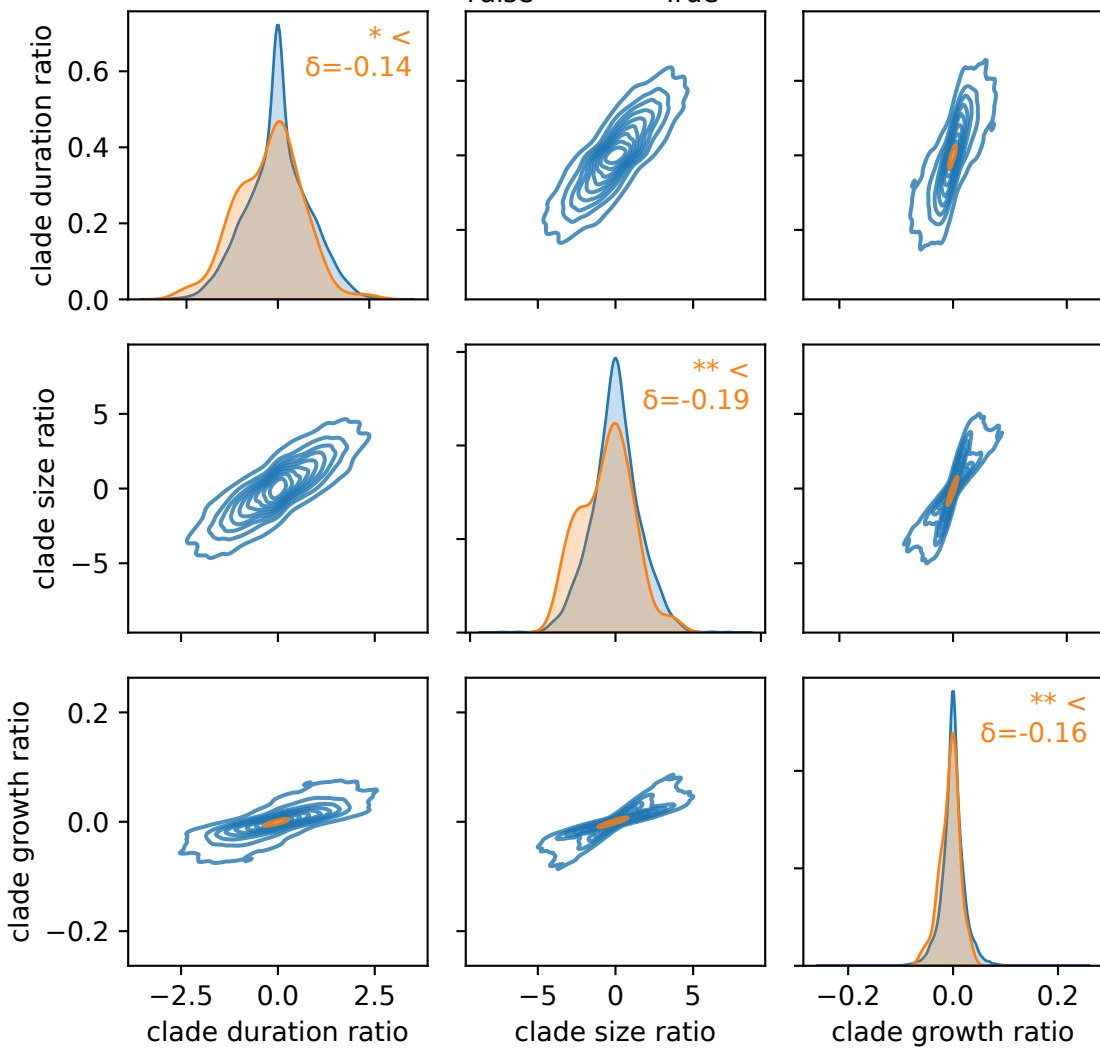 * <
δ=-0.14
clade duration ratio
0.6
0.4
0.2
0.0
** <
δ=-0.19
clade size ratio
5
0
−5
** <
δ=-0.16
clade growth ratio
0.2
0.0
−0.2
−2.5 0.0 2.5 −5 0 5 −0.2 0.0 0.2
clade duration ratio clade size ratio clade growth ratio